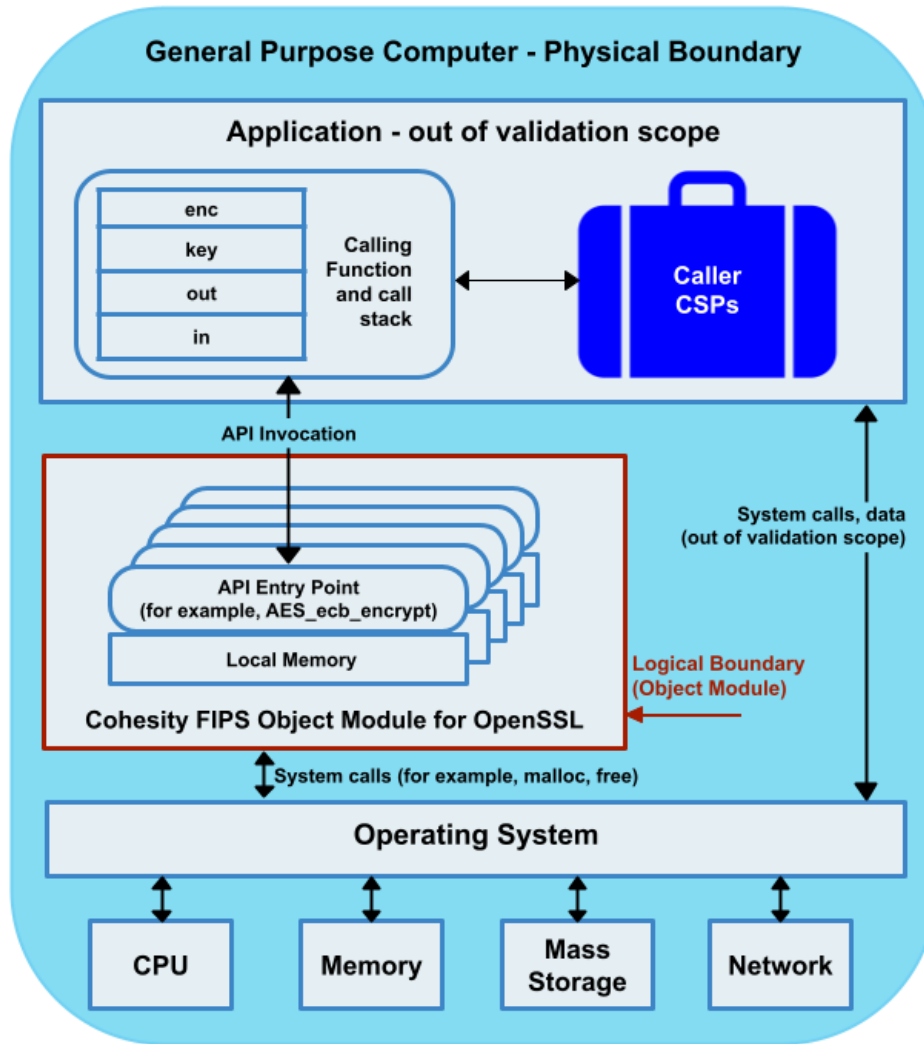 General Purpose Computer - Physical Boundary
Application - out of validation scope
enc
key
out
in
Calling
Function
and call
stack
Caller
CSPs
API Invocation
System calls, data
(out of validation scope)
API Entry Point
(for example, AES_ecb_encrypt)
Local Memory
Logical Boundary
(Object Module)
Cohesity FIPS Object Module for OpenSSL
System calls (for example, malloc, free)
Operating System
CPU
Memory
Mass
Storage
Network